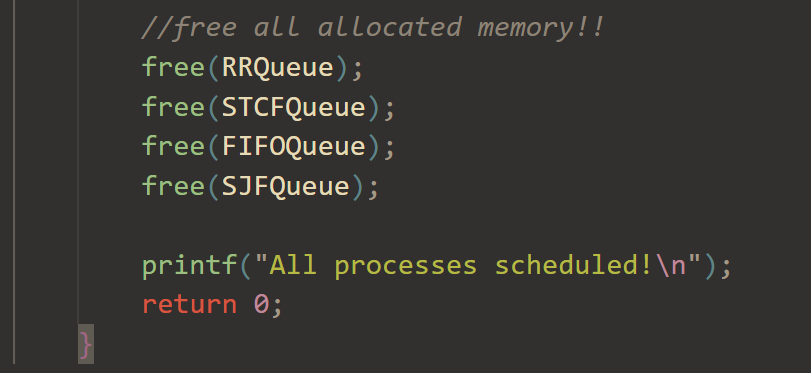 //free all allocated memory!!
free(RRQueue);
free(STCFQueue);
free(FIFOQueue);
free(SJFQueue);
printf("All processes scheduled!\n");
return 0;
}